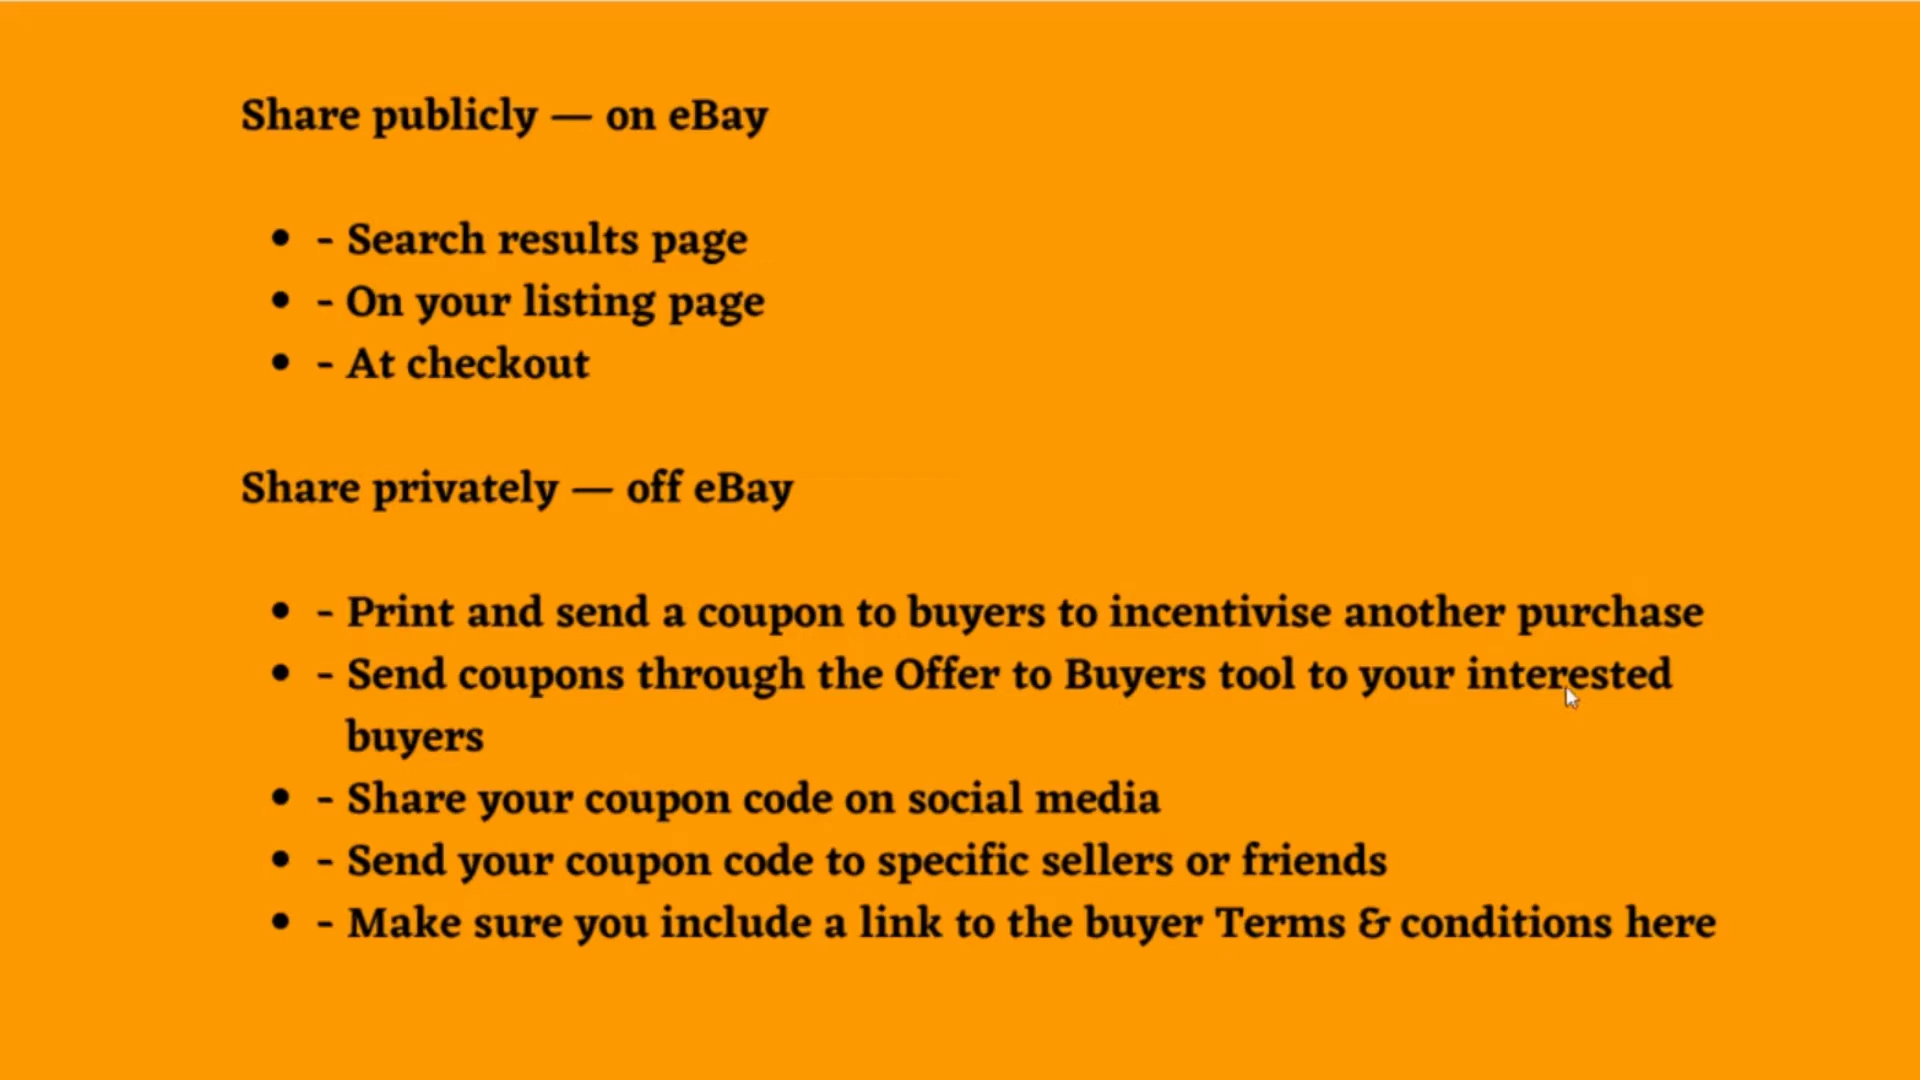 Share publicly — on eBay
• - Search results page
• - On your listing page
• - At checkout
Share privately — off eBay
• - Print and send a coupon to buyers to incentivise another purchase
• - Send coupons through the Offer to Buyers tool to your interested
buyers
• - Share your coupon code on social media
• - Send your coupon code to specific sellers or friends
• - Make sure you include a link to the buyer Terms & conditions here